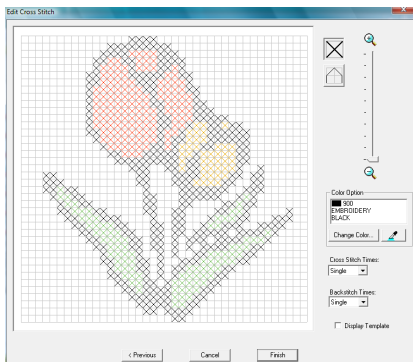 Edit Cross Stitch
Color Option
900
EMBROIDERY
BLACK
Change Color...
Cross Stitch Times:
Single
Backstitch Times:
Single
Display Template
< Previous
Cancel
Finish